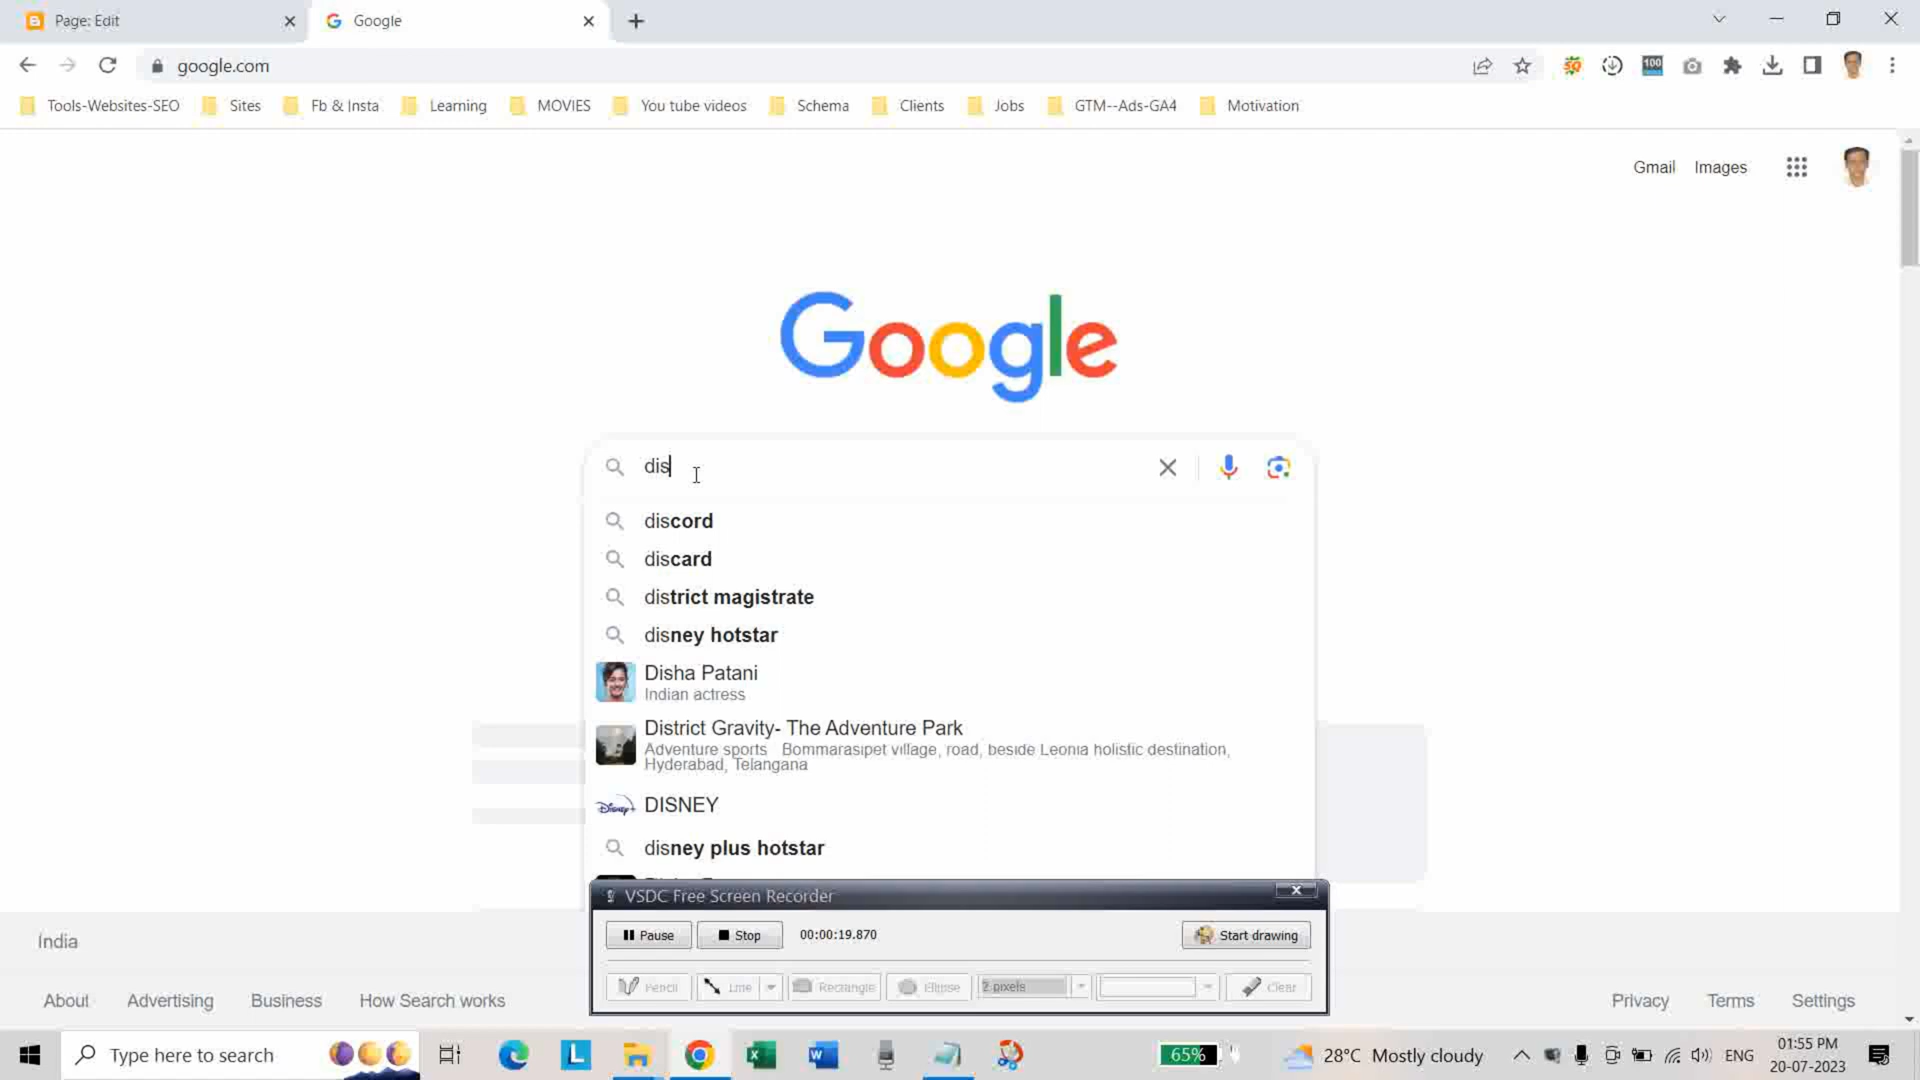 Page: Edit
Google
google.com
100
Tools-Websites-SEO
Sites
Fb & Insta
Learning
MOVIES
You tube videos
Schema
Clients
Jobs
GTM--Ads-GA4
Motivation
Gmail
Images
Google
dis
discord
discard
district magistrate
disney hotstar
Disha Patani
Indian actress
District Gravity- The Adventure Park
Adventure sports Bommarasipet village, road, beside Leonia holistic destination,
Hyderabad, Telangana
Disney+
DISNEY
disney plus hotstar
VSDC Free Screen Recorder
Pause
Stop
00:00:19.870
Start drawing
Pencil
Line
Rectangle
Ellipse
2 pixels
Clear
India
About
Advertising
Business
How Search works
Privacy
Terms
Settings
Type here to search
65%
28°C Mostly cloudy
ENG
01:55 PM
20-07-2023